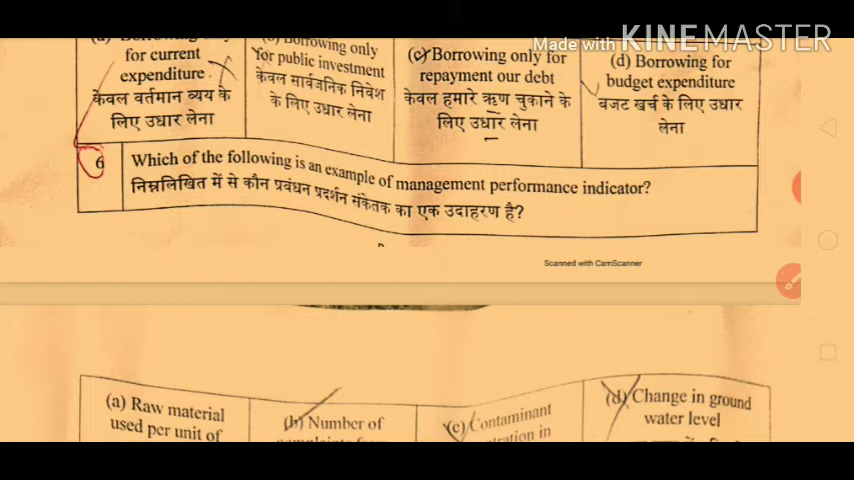 Made with KINEMASTER
for current
expenditure.
केवल वर्तमान व्यय के
लिए उधार लेना
(b) Borrowing only
for public investment
केवल सार्वजनिक निवेश
के लिए उधार लेना
(c) Borrowing only for
repayment our debt
केवल हमारे ऋण चुकाने के
लिए उधार लेना
(d) Borrowing for
budget expenditure
बजट खर्च के लिए उधार
लेना
6 Which of the following is an example of management performance indicator?
निम्नलिखित में से कौन प्रबंधन प्रदर्शन संकेतक का एक उदाहरण है?
Scanned with CamScanner
(a) Raw material
used per unit of
(b) Number of
(c) Contaminant
in
(d) Change in ground
water level